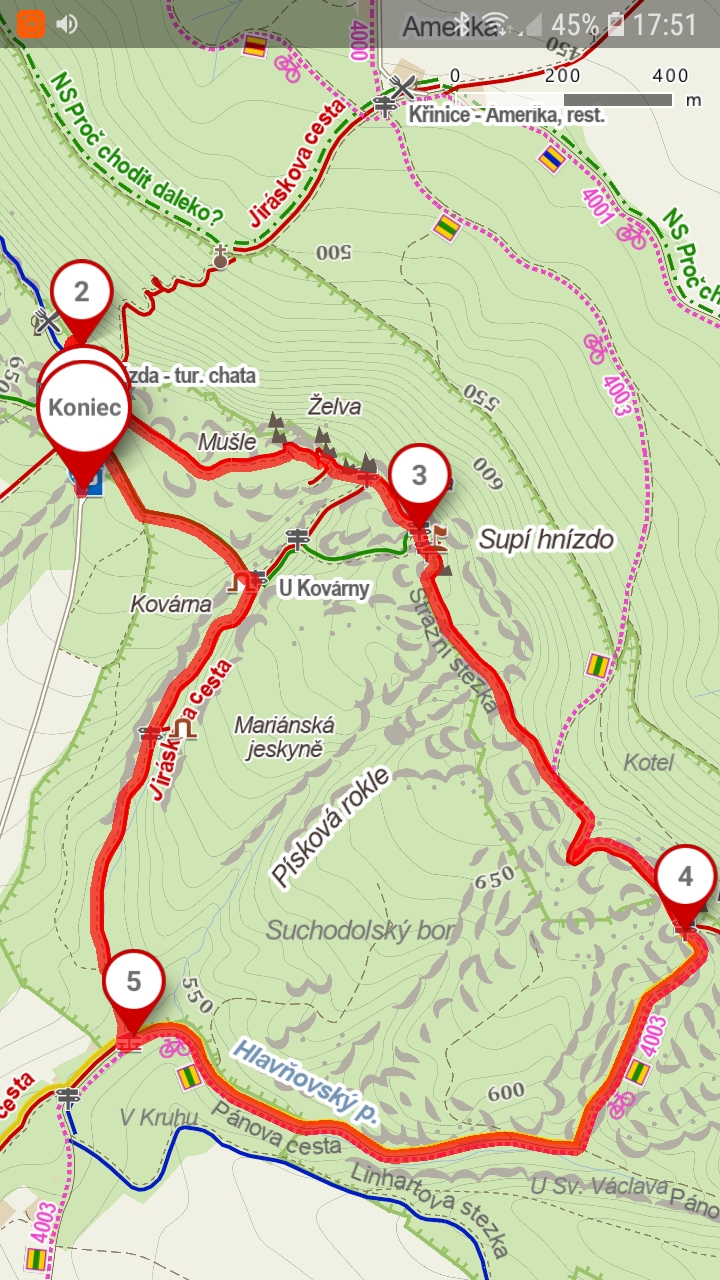 45% 17:51
Amerika
450
4000
0 200 400
m
Křinice - Amerika, rest.
NS Proč chodit daleko?
Jiráskova cesta
4001
NS Proč ch
500
2
650
zda - tur. chata
Koniec
Želva
Mušle
550
4003
600
3
Supí hnízdo
U Kovárny
Kovárna
Strážní stezka
Jiráskova cesta
Mariánská
jeskyně
Kotel
Písková rokle
650
4
Suchodolský bor
5
550
4003
Hlavňovský p.
600
cesta
V Kruhu
Pánova cesta
Linhartova stezka
U Sv. Václava
Páno
4003